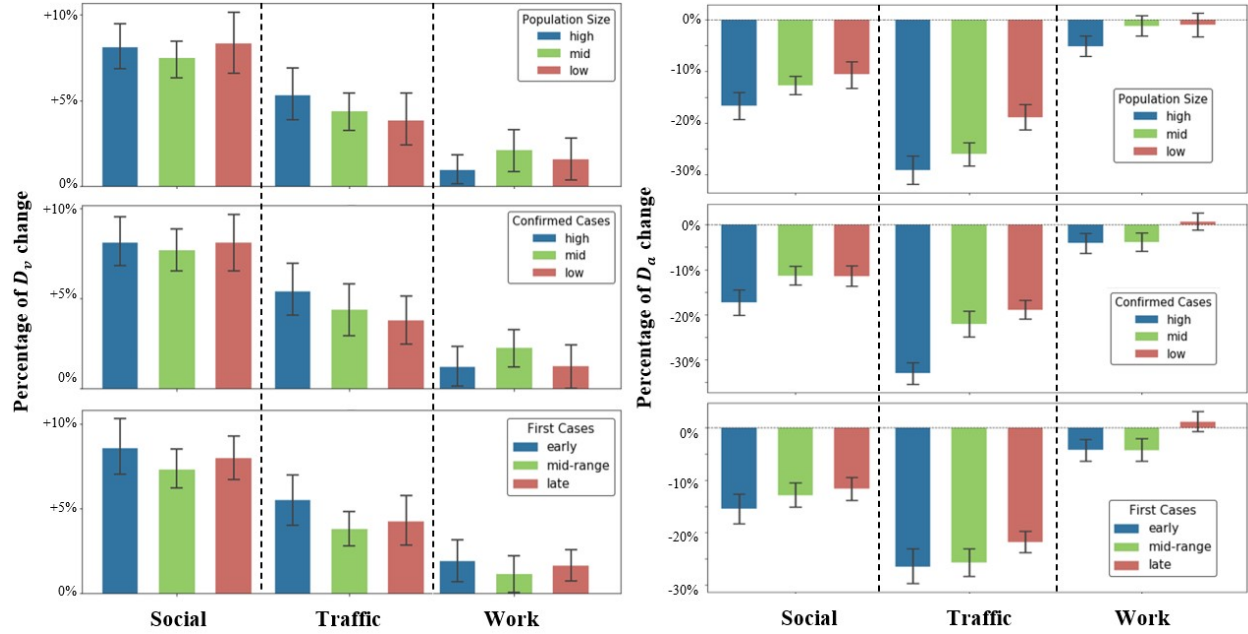 Percentage of Dv, change
+10%
+5%
0%
Population Size
high
mid
low
+10%
+5%
0%
Confirmed Cases
high
mid
low
+10%
+5%
0%
First Cases
early
mid-range
late
Social
Traffic
Work
Percentage of Da, change
0%
-10%
-20%
-30%
Population Size
high
mid
low
0%
-10%
-20%
-30%
Confirmed Cases
high
mid
low
0%
-10%
-20%
-30%
First Cases
early
mid-range
late
Social
Traffic
Work